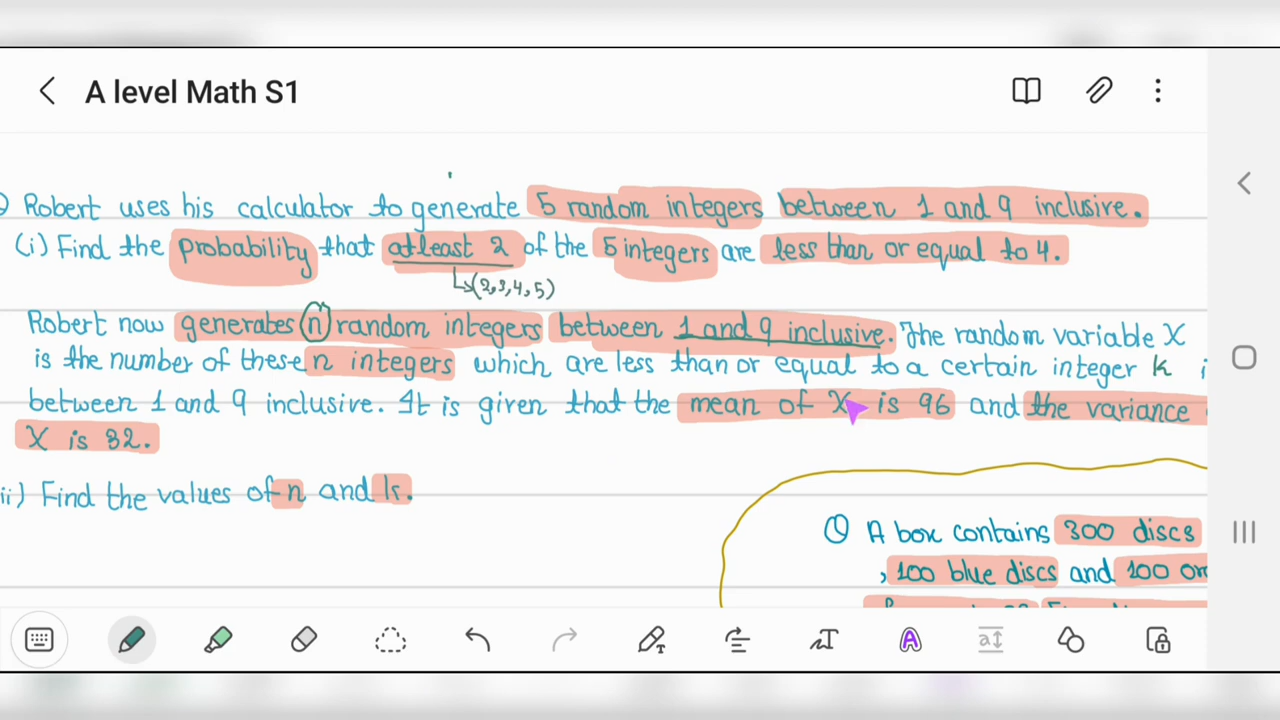 A level Math S1
Robert uses his calculator to generate 5 random integers between 1 and 9 inclusive.
(i) Find the probability that atleast 2 of the 5 integers are less than or equal to 4.
(2,3,4,5)
Robert now generates n random integers between 1 and 9 inclusive. The random variable X
is the number of these n integers which are less than or equal to a certain integer k i
between 1 and 9 inclusive. It is given that the mean of X is 96 and the variance
X is 32.
ii) Find the values of n and k.
Q A box contains 300 discs
, 100 blue discs and 100 or